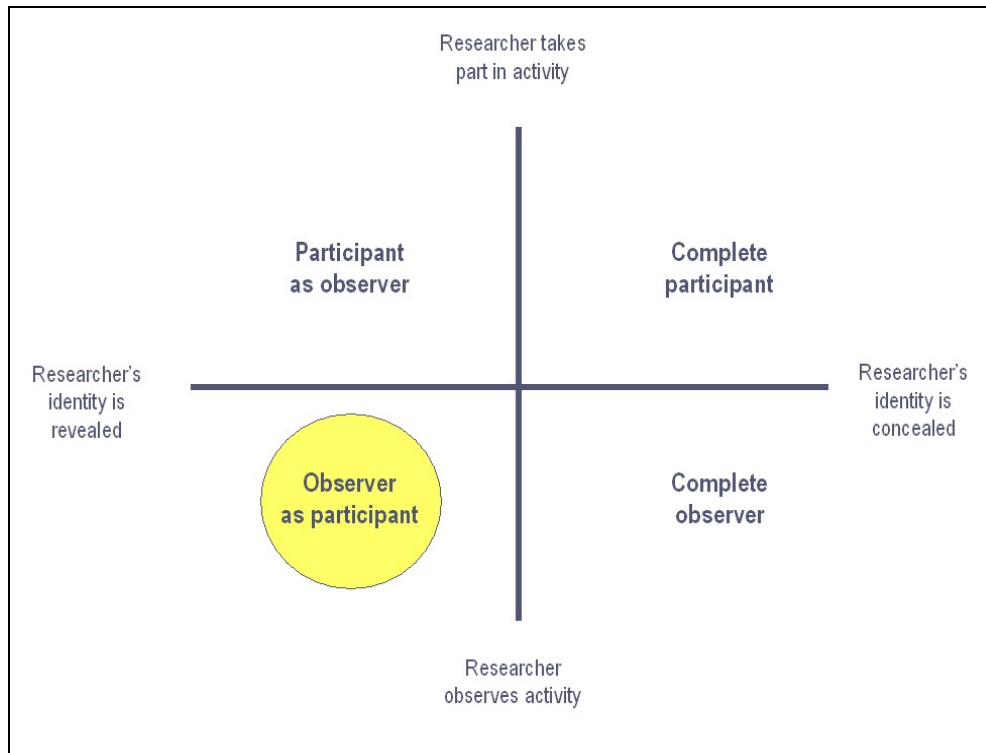 Researcher takes
part in activity
Participant
as observer
Complete
participant
Researcher's
identity is
revealed
Researcher's
identity is
concealed
Observer
as participant
Complete
observer
Researcher
observes activity